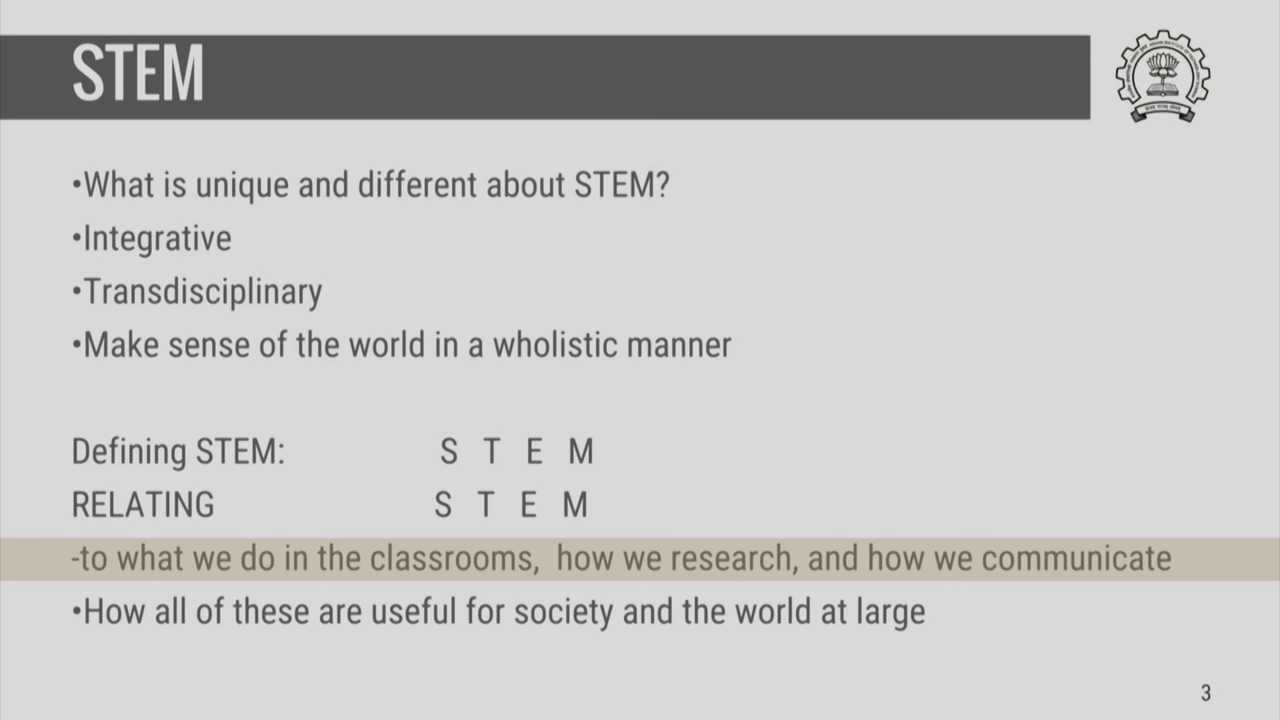 STEM
•What is unique and different about STEM?
•Integrative
•Transdisciplinary
•Make sense of the world in a wholistic manner
Defining STEM: S T E M
RELATING S T E M
-to what we do in the classrooms, how we research, and how we communicate
•How all of these are useful for society and the world at large
3